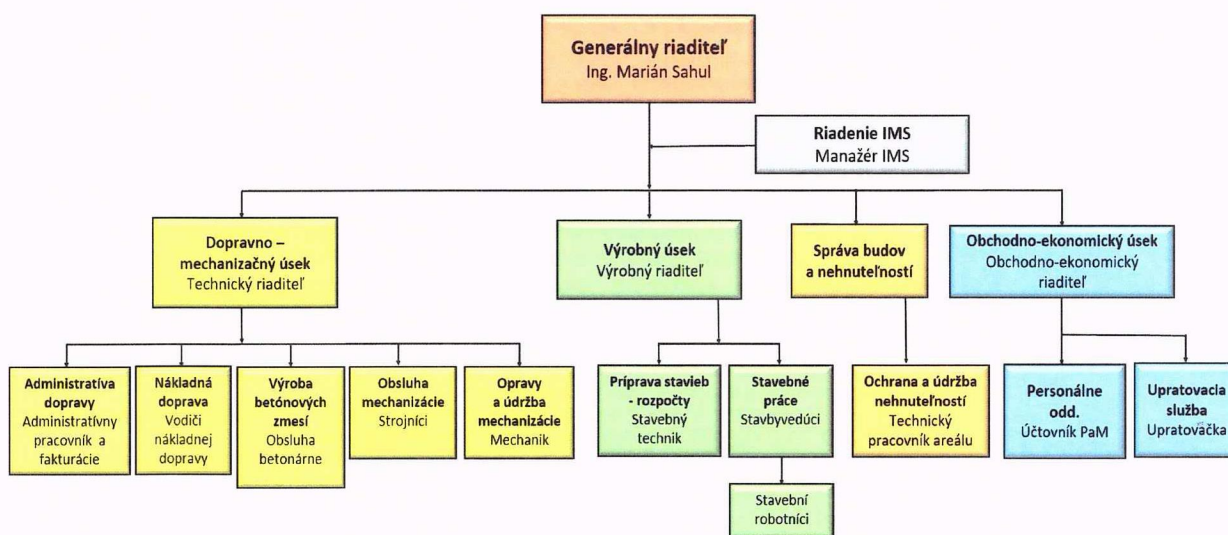 Generálny riaditeľ
Ing. Marián Sahul
Riadenie IMS
Manažér IMS
Dopravno –
mechanizačný úsek
Technický riaditeľ
Výrobný úsek
Výrobný riaditeľ
Správa budov
a nehnuteľností
Obchodno-ekonomický úsek
Obchodno-ekonomický
riaditeľ
Administratíva
dopravy
Administratívny
pracovník a
fakturácie
Nákladná
doprava
Vodiči
nákladnej
dopravy
Výroba
betónových
zmesí
Obsluha
betonárne
Obsluha
mechanizácie
Strojníci
Opravy a údržba
mechanizácie
Mechanik
Príprava stavieb
- rozpočty
Stavebný
technik
Stavebné
práce
Stavbyvedúci
Ochrana a údržba
nehnuteľností
Technický
pracovník areálu
Personálne
odd.
Účtovník PaM
Upratovacia
služba
Upratovačka
Stavební
robotníci